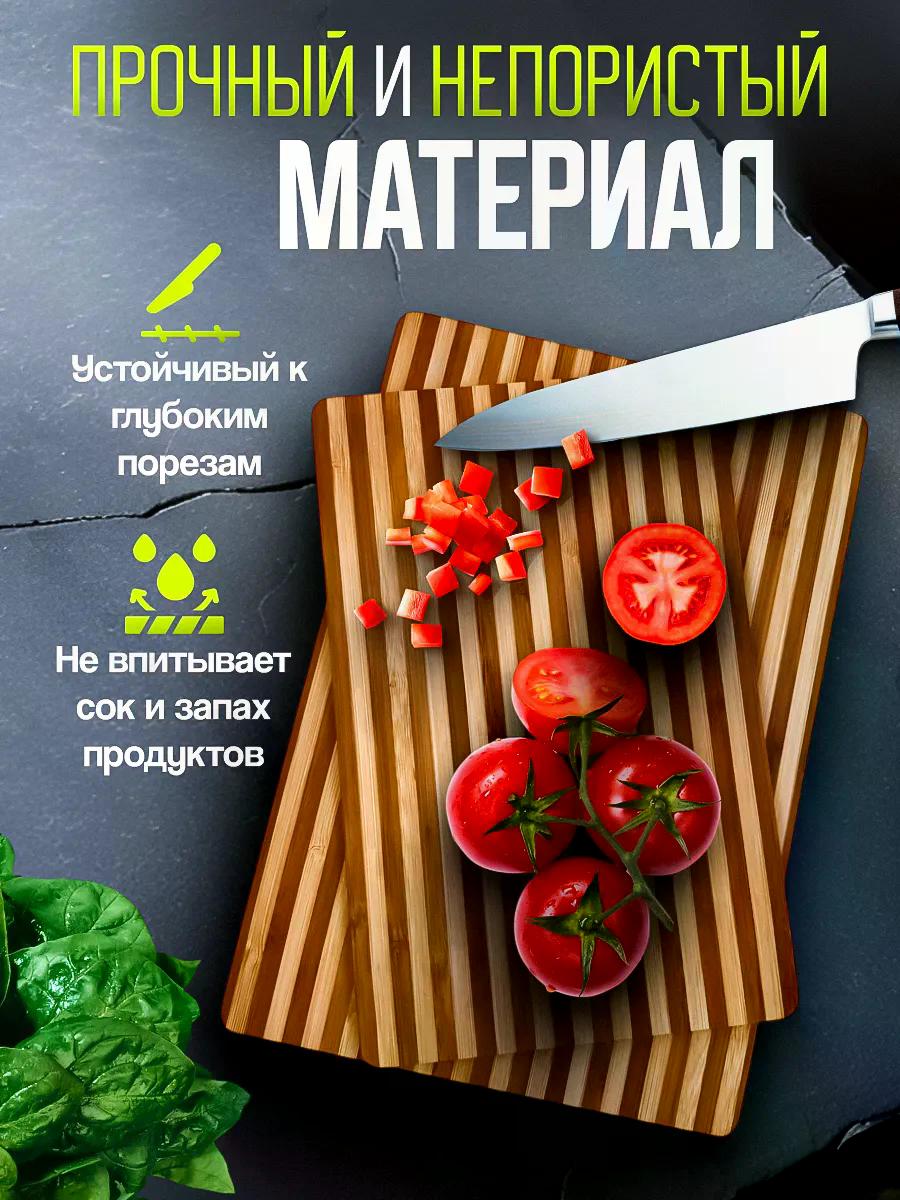 ПРОЧНЫЙ И НЕПОРИСТЫЙ
МАТЕРИАЛ
Устойчивый к
глубоким
порезам
Не впитывает
сок и запах
продуктов